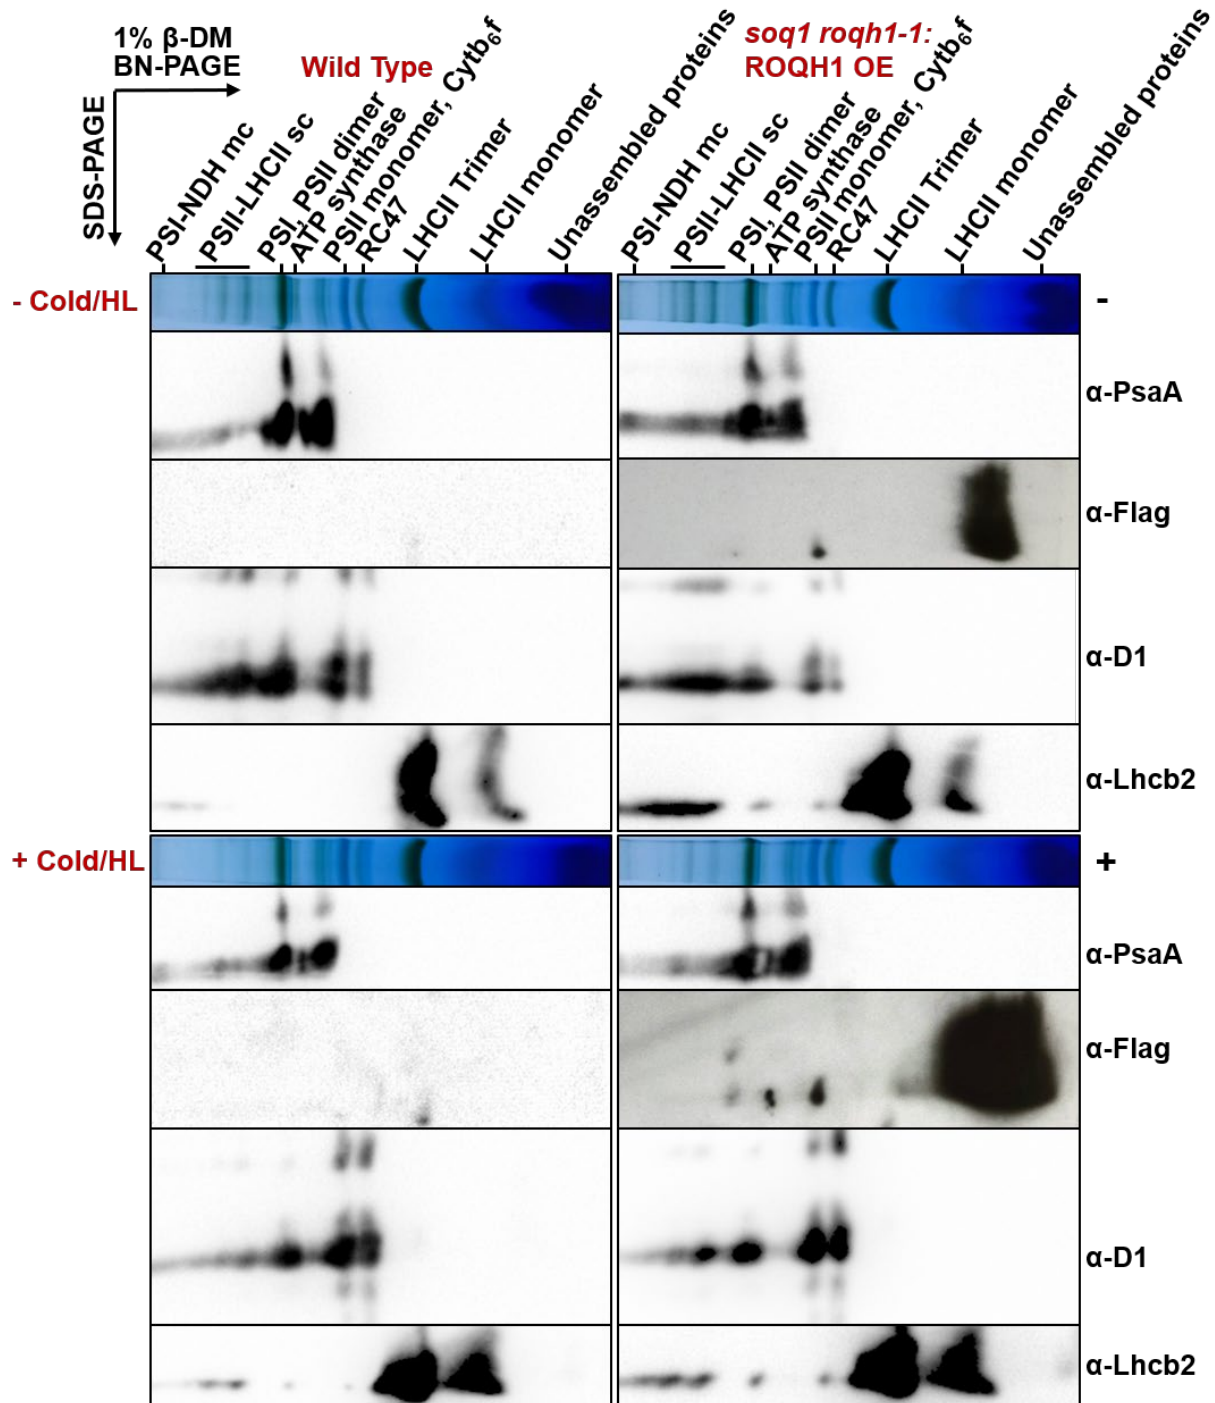 1% β-DM
BN-PAGE
SDS-PAGE
Wild Type
soq1 roqh1-1:
ROQH1 OE
PSI-NDH mc
PSII-LHCII sc
PSI, PSII dimer
ATP synthase
PSII monomer, Cytb6f
RC47
LHCII Trimer
LHCII monomer
Unassembled proteins
PSI-NDH mc
PSII-LHCII sc
PSI, PSII dimer
ATP synthase
PSII monomer, Cytb6f
RC47
LHCII Trimer
LHCII monomer
Unassembled proteins
- Cold/HL
-
α-PsaA
α-Flag
α-D1
α-Lhcb2
+ Cold/HL
+
α-PsaA
α-Flag
α-D1
α-Lhcb2